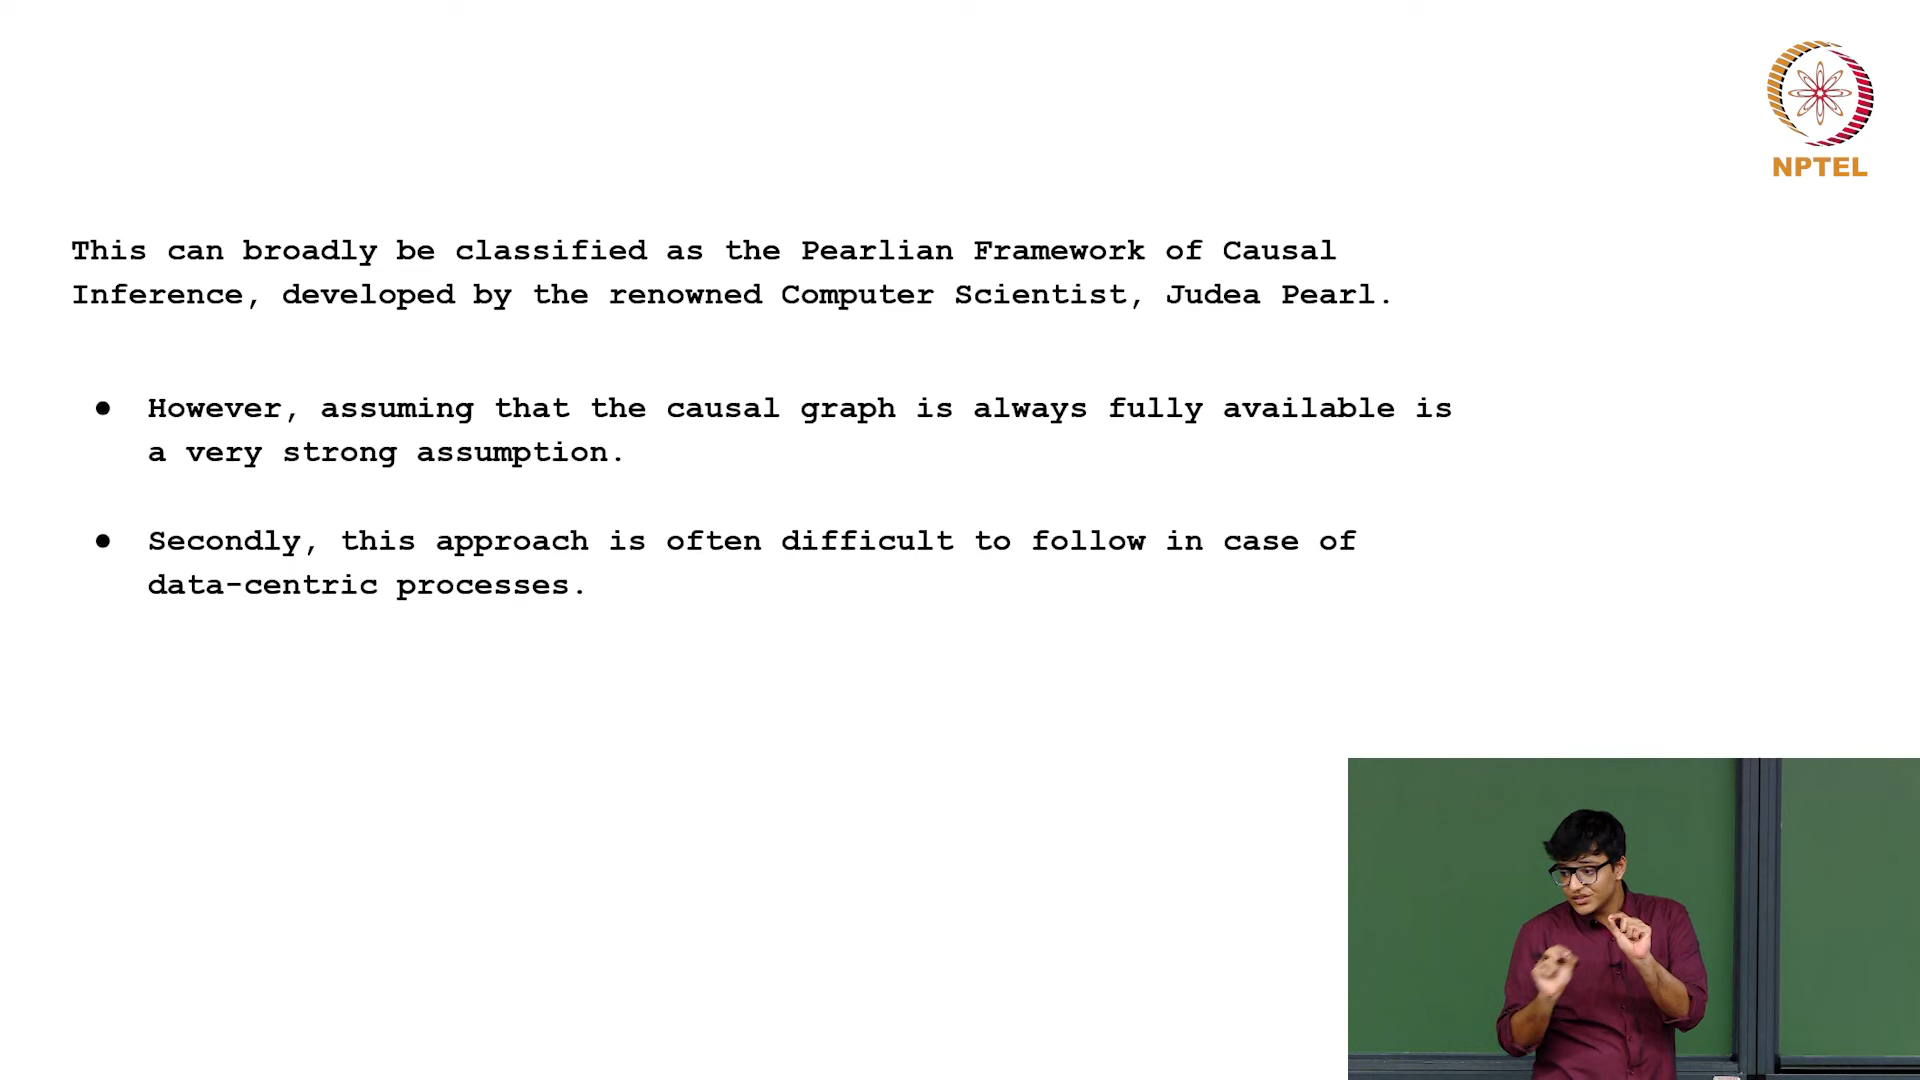 NPTEL
This can broadly be classified as the Pearlian Framework of Causal
Inference, developed by the renowned Computer Scientist, Judea Pearl.
● However, assuming that the causal graph is always fully available is
a very strong assumption.
● Secondly, this approach is often difficult to follow in case of
data-centric processes.